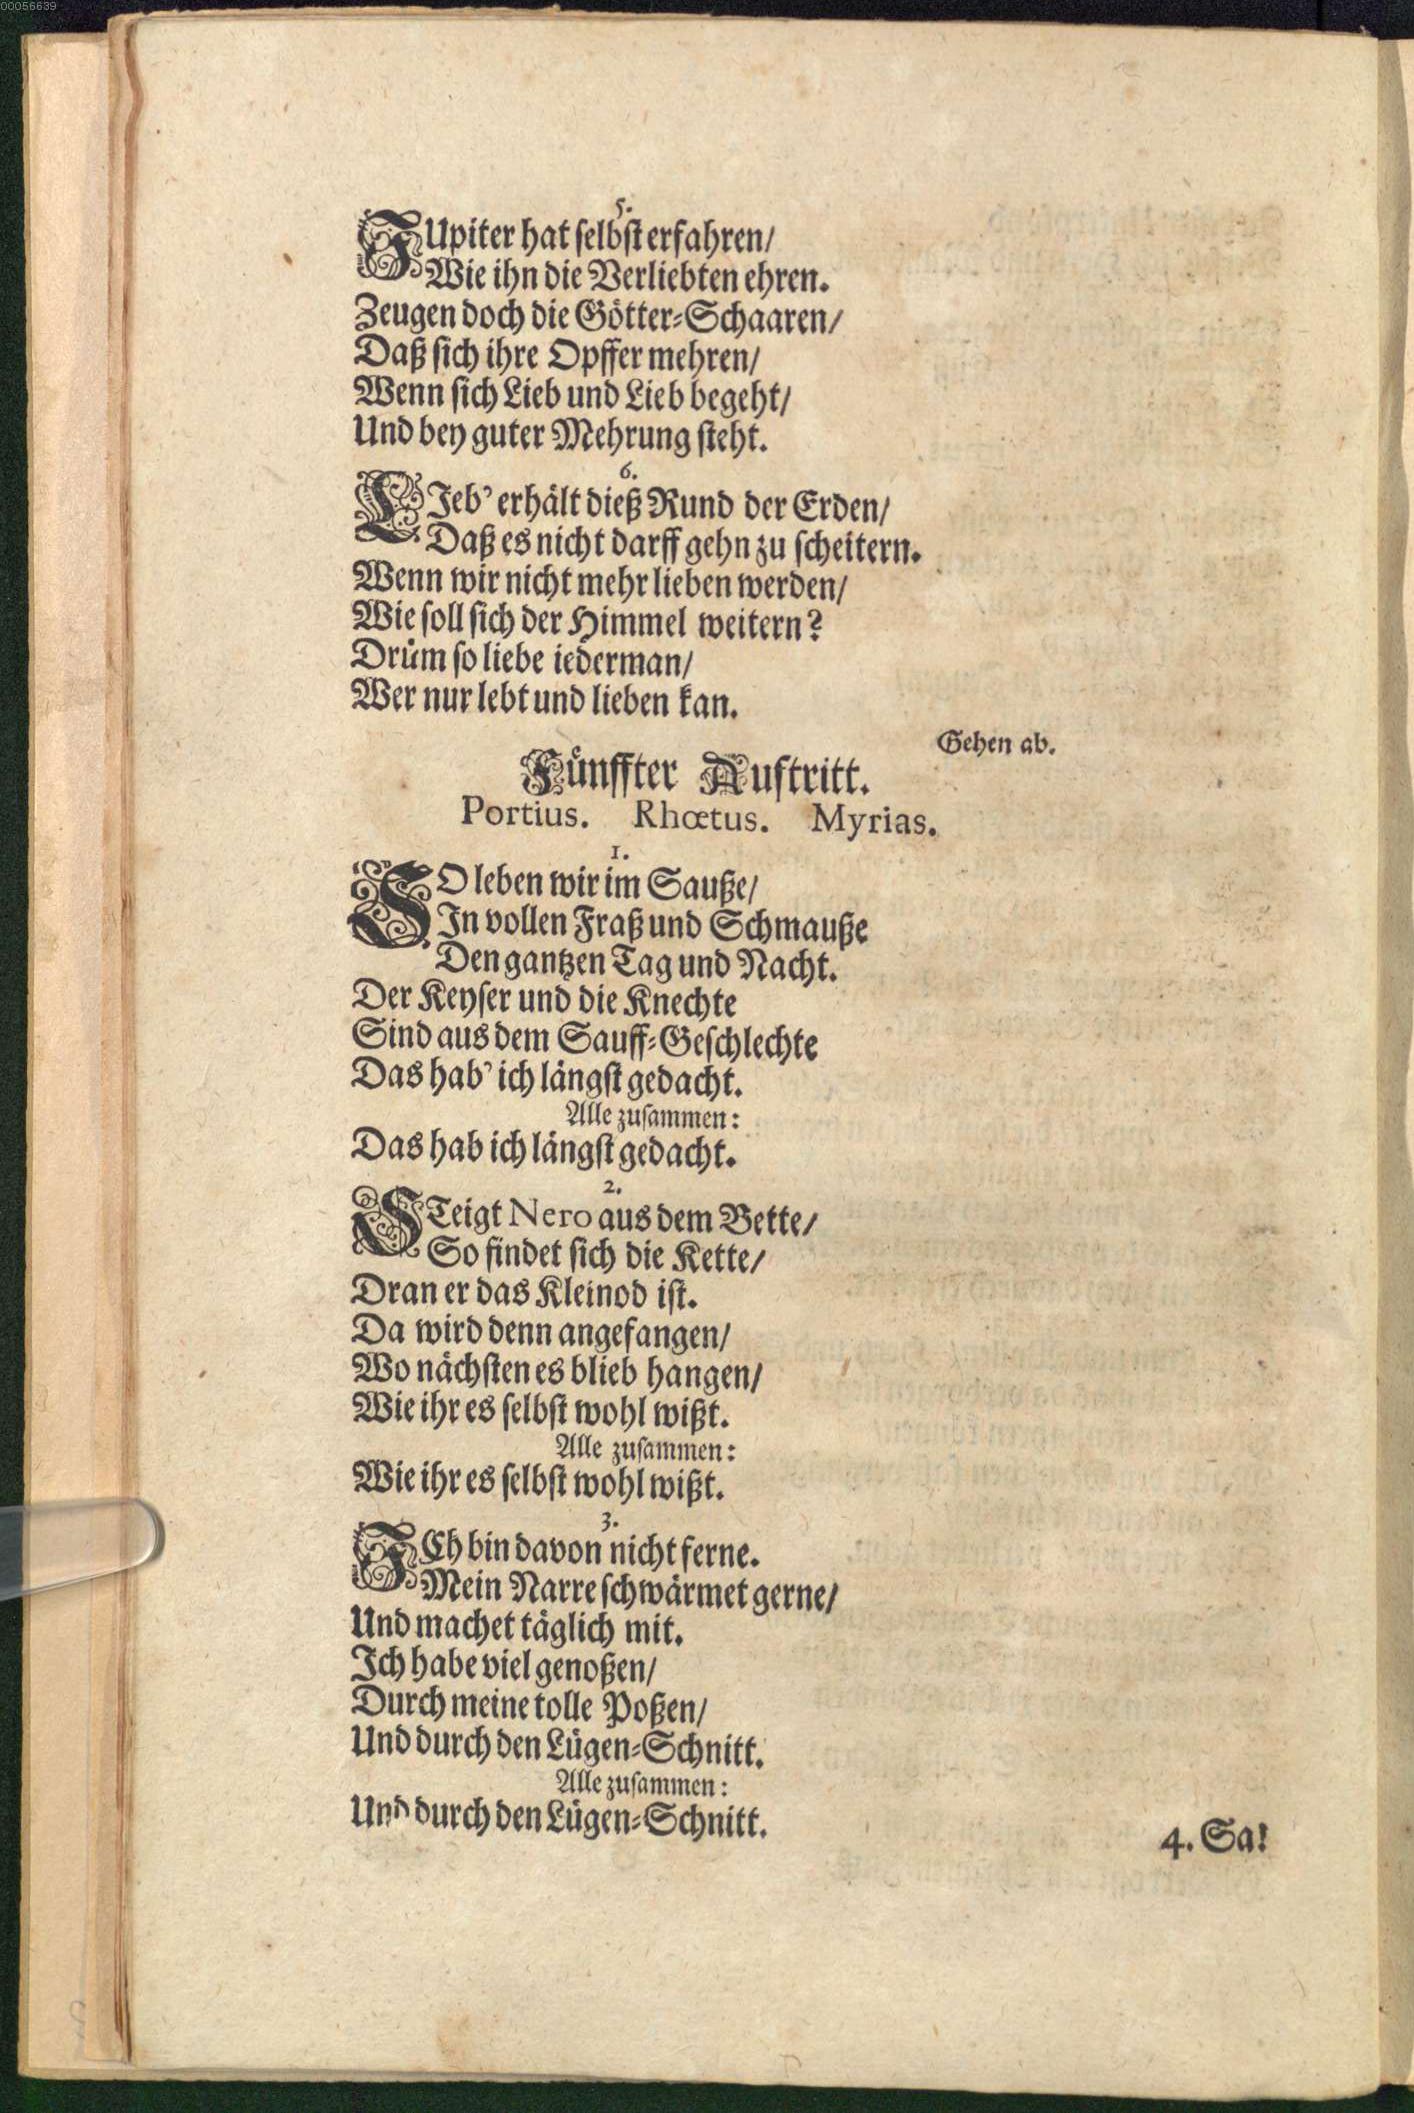 00056639
5.
JUpiter hat selbst erfahren/
Wie ihn die Verliebten ehren.
Zeugen doch die Götter-Schaaren/
Daß sich ihre Opffer mehren/
Wenn sich Lieb und Lieb begeht/
Und bey guter Mehrung steht.
6.
LJeb' erhält dieß Rund der Erden/
Daß es nicht darff gehn zu scheitern.
Wenn wir nicht mehr lieben werden/
Wie soll sich der Himmel weitern?
Drüm so liebe iederman/
Wer nur lebt und lieben kan.
Gehen ab.
Fünffter Auftritt.
Portius. Rhœtus. Myrias.
1.
SO leben wir im Sauße/
Jn vollen Fraß und Schmauße
Den gantzen Tag und Nacht.
Der Keyser und die Knechte
Sind aus dem Sauff-Geschlechte
Das hab' ich längst gedacht.
Alle zusammen:
Das hab ich längst gedacht.
2.
STeigt Nero aus dem Bette/
So findet sich die Kette/
Dran er das Kleinod ist.
Da wird denn angefangen/
Wo nächsten es blieb hangen/
Wie ihr es selbst wohl wißt.
Alle zusammen:
Wie ihr es selbst wohl wißt.
3.
JCh bin davon nicht ferne.
Mein Narre schwärmet gerne/
Und machet täglich mit.
Jch habe viel genoßen/
Durch meine tolle Poßen/
Und durch den Lügen-Schnitt.
Alle zusammen:
Und durch den Lügen-Schnitt.
4. Sa!